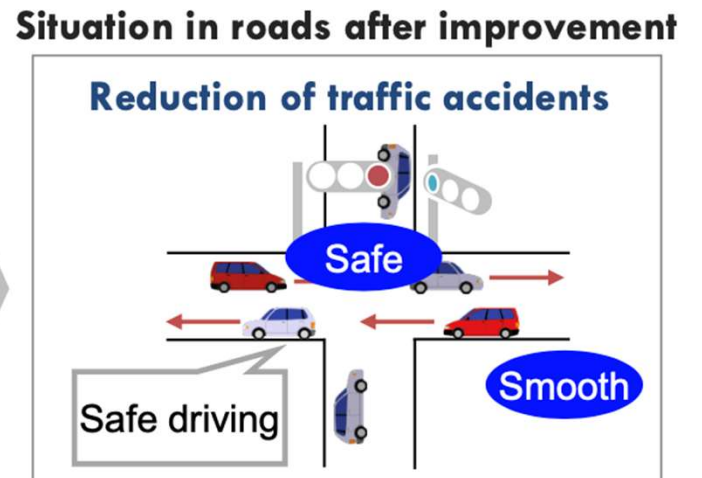 Situation in roads after improvement
Reduction of traffic accidents
Safe
Smooth
Safe driving